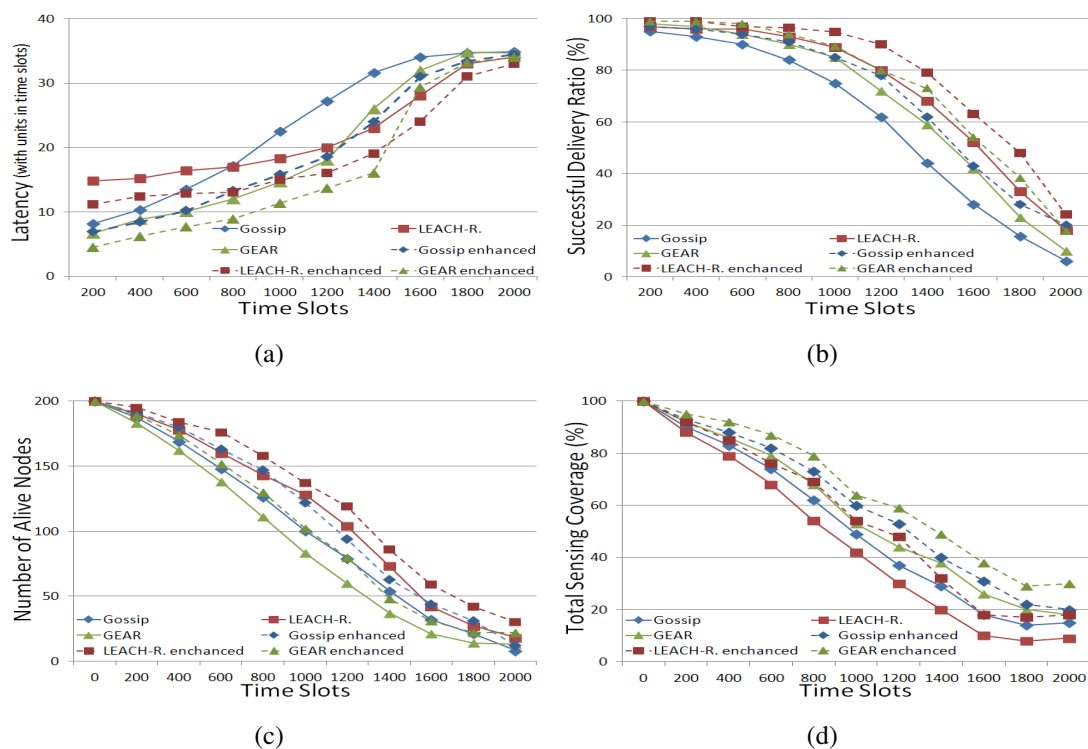 40
30
20
10
0
Latency (with units in time slots)
Gossip
LEACH-R.
GEAR
Gossip enhanced
LEACH-R. enchanced
GEAR enchanced
200 400 600 800 1000 1200 1400 1600 1800 2000
Time Slots
(a)
100
80
60
40
20
0
Successful Delivery Ratio (%)
Gossip
LEACH-R.
GEAR
Gossip enhanced
LEACH-R. enchanced
GEAR enchanced
200 400 600 800 1000 1200 1400 1600 1800 2000
Time Slots
(b)
200
150
100
50
0
Number of Alive Nodes
Gossip
LEACH-R.
GEAR
Gossip enhanced
LEACH-R. enchanced
GEAR enchanced
0 200 400 600 800 1000 1200 1400 1600 1800 2000
Time Slots
(c)
100
80
60
40
20
0
Total Sensing Coverage (%)
Gossip
LEACH-R.
GEAR
Gossip enhanced
LEACH-R. enchanced
GEAR enchanced
0 200 400 600 800 1000 1200 1400 1600 1800 2000
Time Slots
(d)